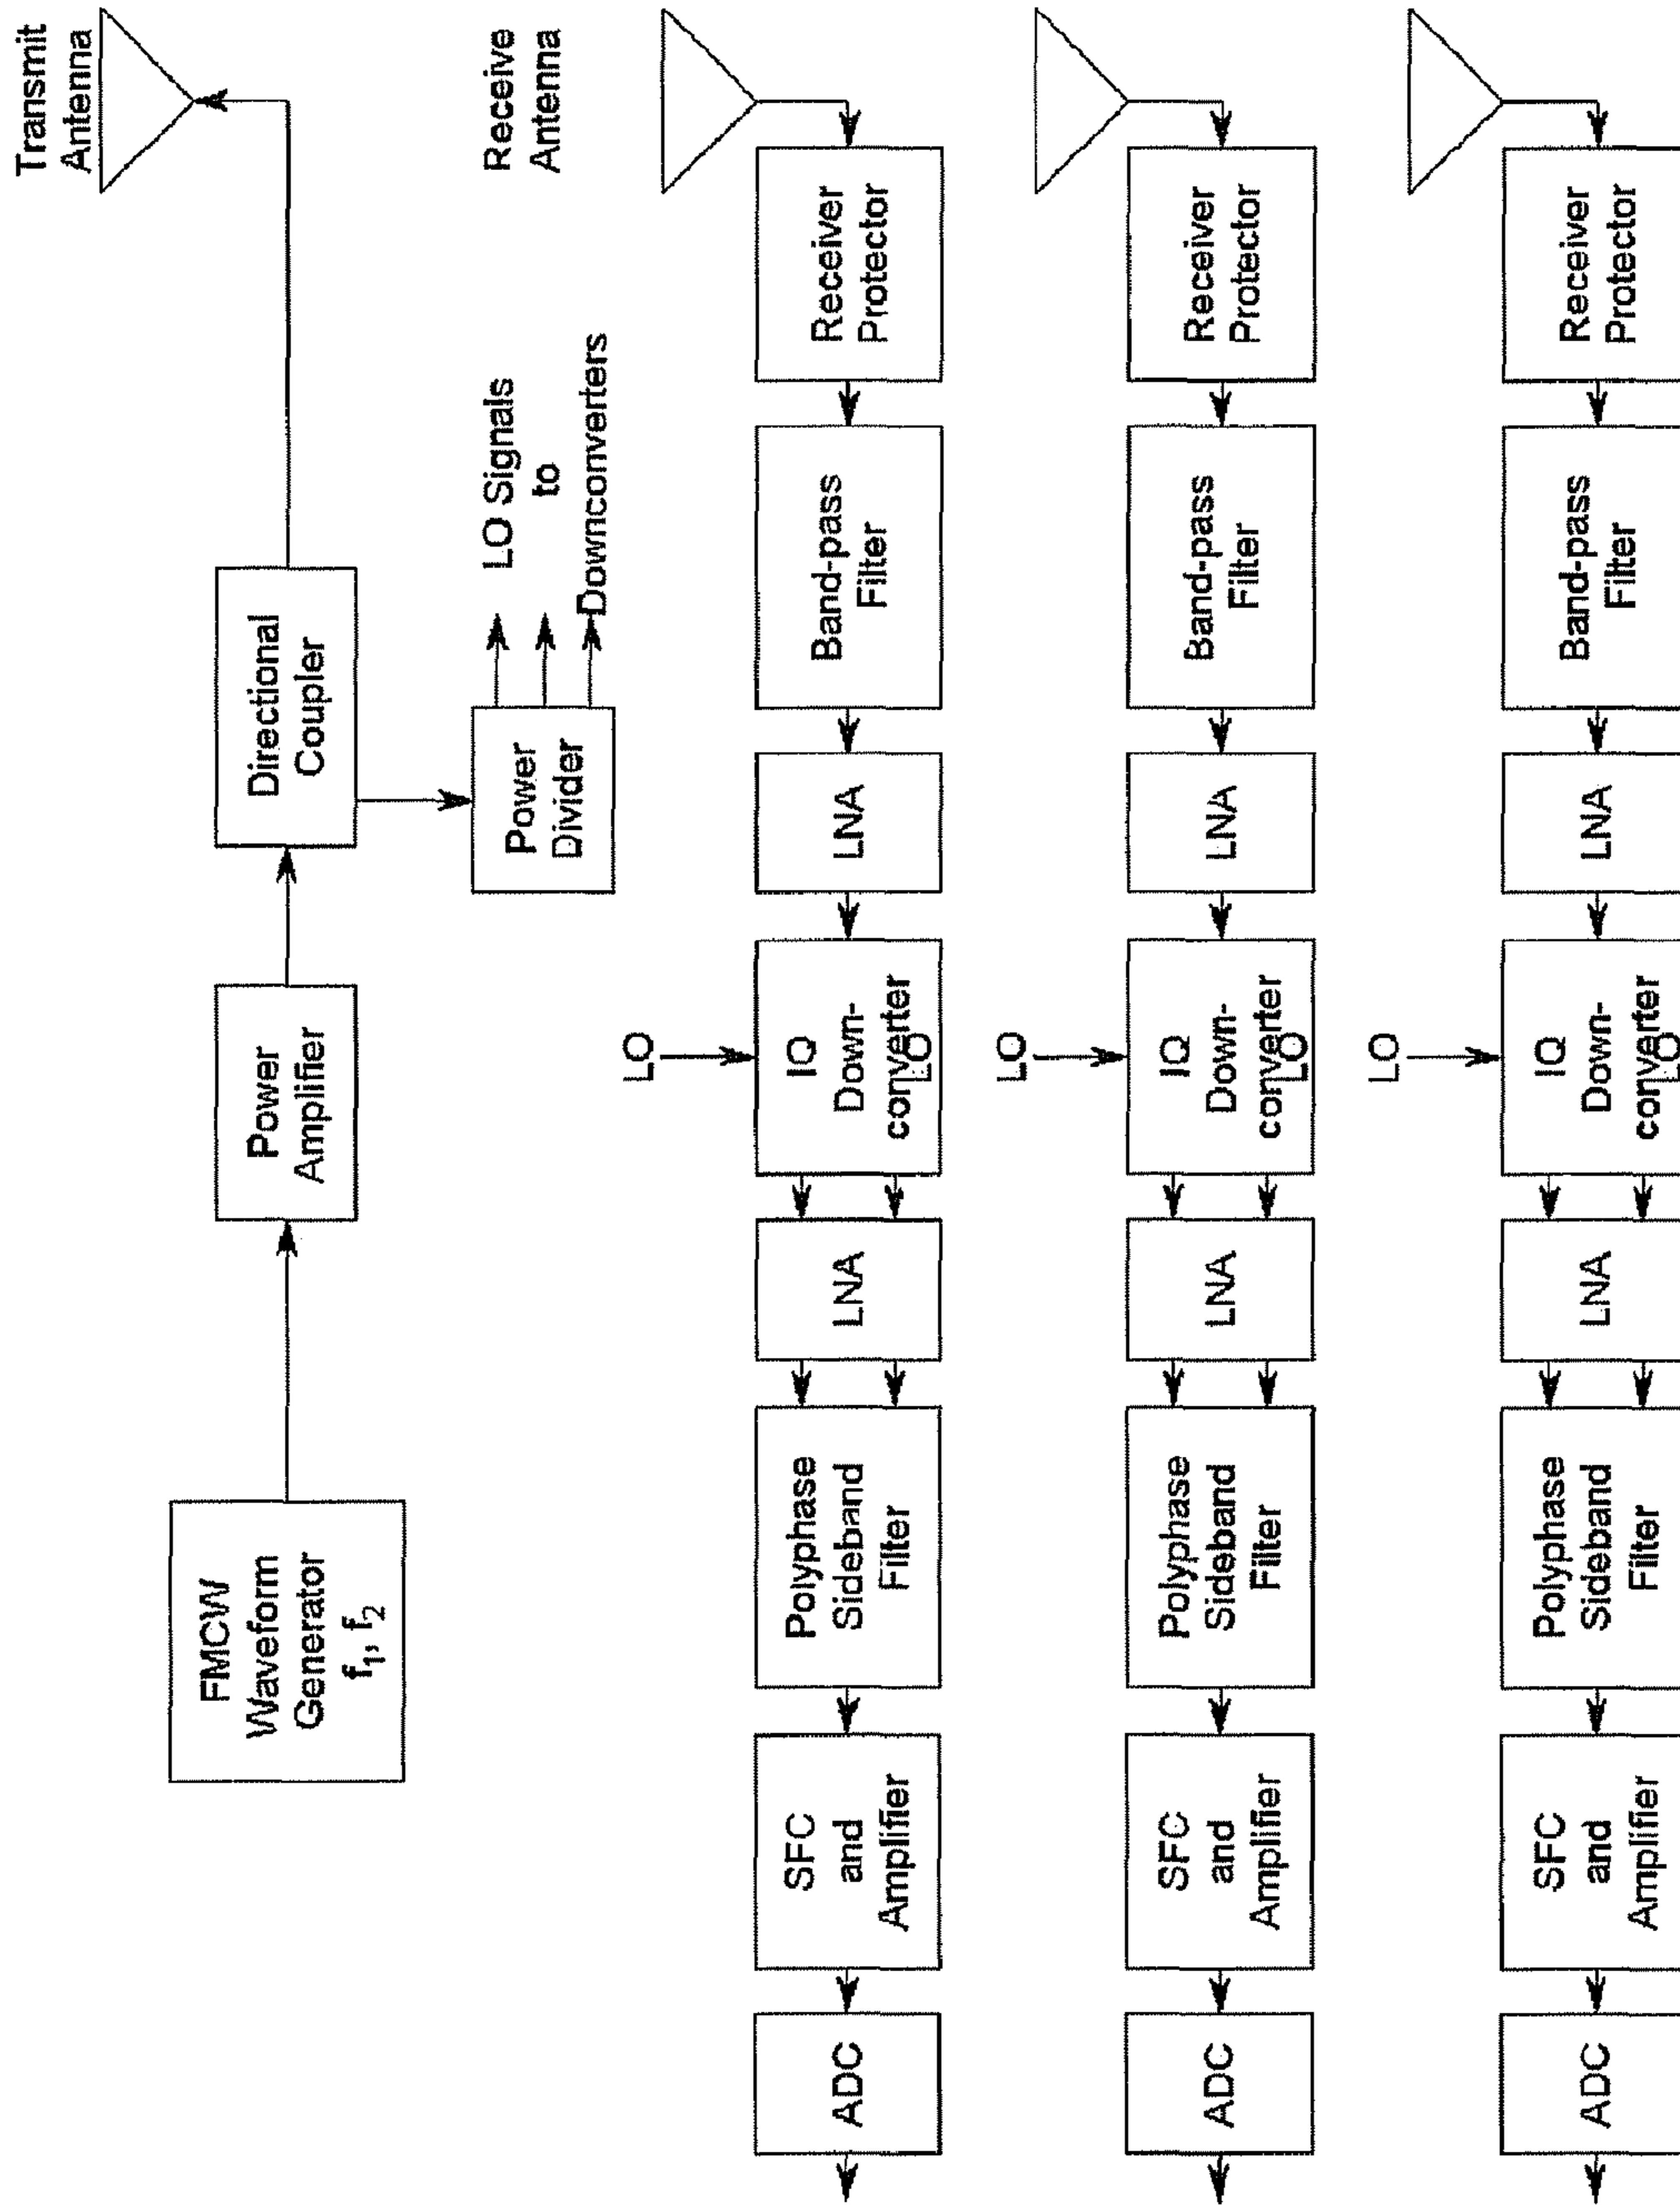 Transmit
Antenna
FMCW
Waveform
Generator
f1, f2
Power
Amplifier
Directional
Coupler
Power
Divider
LO Signals
to
Downconverters
Receive
Antenna
ADC
SFC
and
Amplifier
Polyphase
Sideband
Filter
LNA
LO
IQ
Down-
converter
LO
LNA
Band-pass
Filter
Receiver
Protector
ADC
SFC
and
Amplifier
Polyphase
Sideband
Filter
LNA
LO
IQ
Down-
converter
LO
LNA
Band-pass
Filter
Receiver
Protector
ADC
SFC
and
Amplifier
Polyphase
Sideband
Filter
LNA
LO
IQ
Down-
converter
LO
LNA
Band-pass
Filter
Receiver
Protector